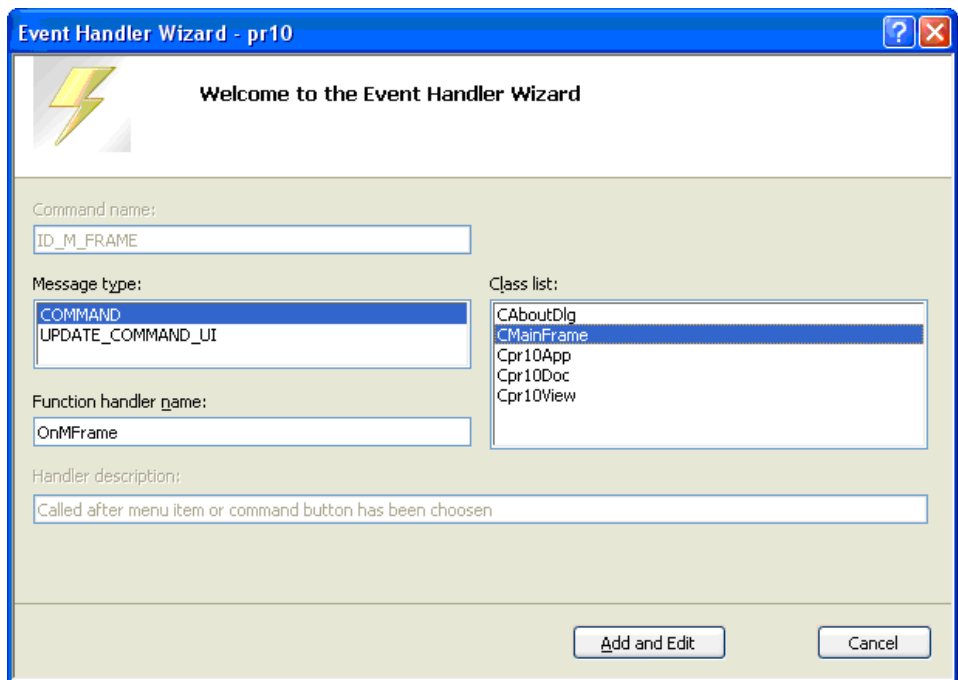 Event Handler Wizard - pr10
Welcome to the Event Handler Wizard
Command name:
ID_M_FRAME
Message type:
COMMAND
UPDATE_COMMAND_UI
Class list:
CAboutDlg
CMainFrame
Cpr10App
Cpr10Doc
Cpr10View
Function handler name:
OnMFrame
Handler description:
Called after menu item or command button has been choosen
Add and Edit
Cancel